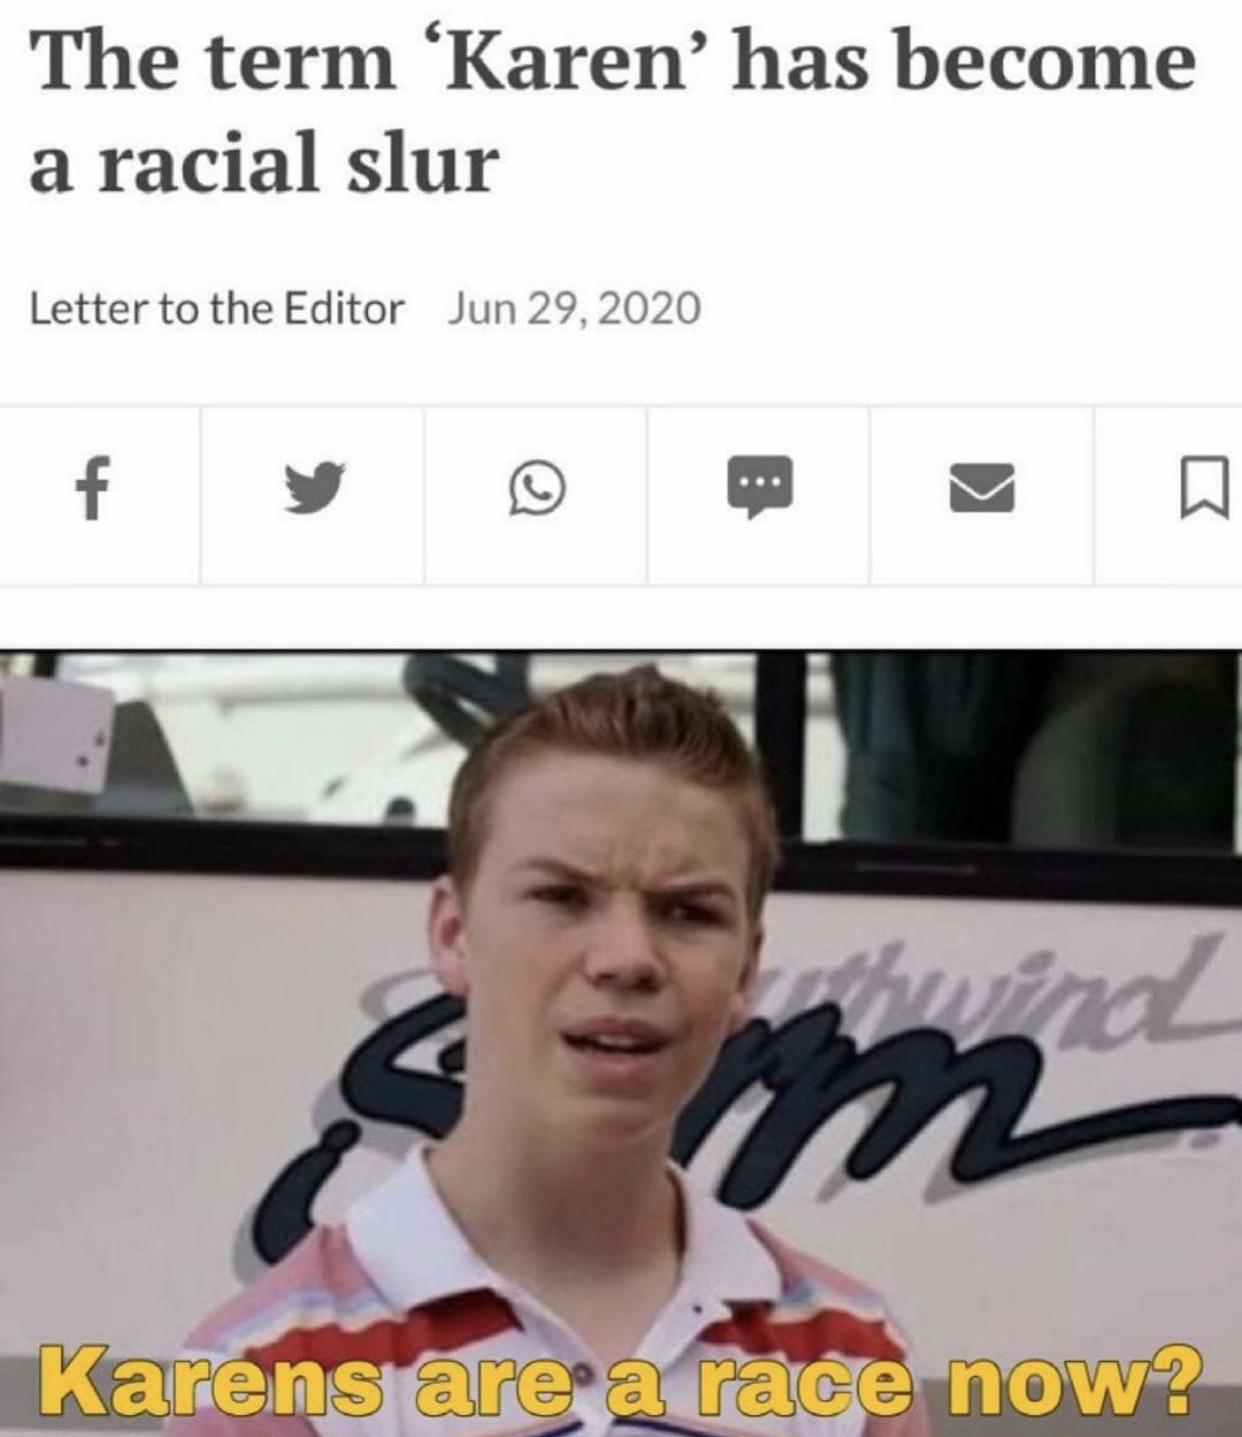 The term ‘Karen’ has become
a racial slur
Letter to the Editor Jun 29, 2020
thwind
Karens are a race now?